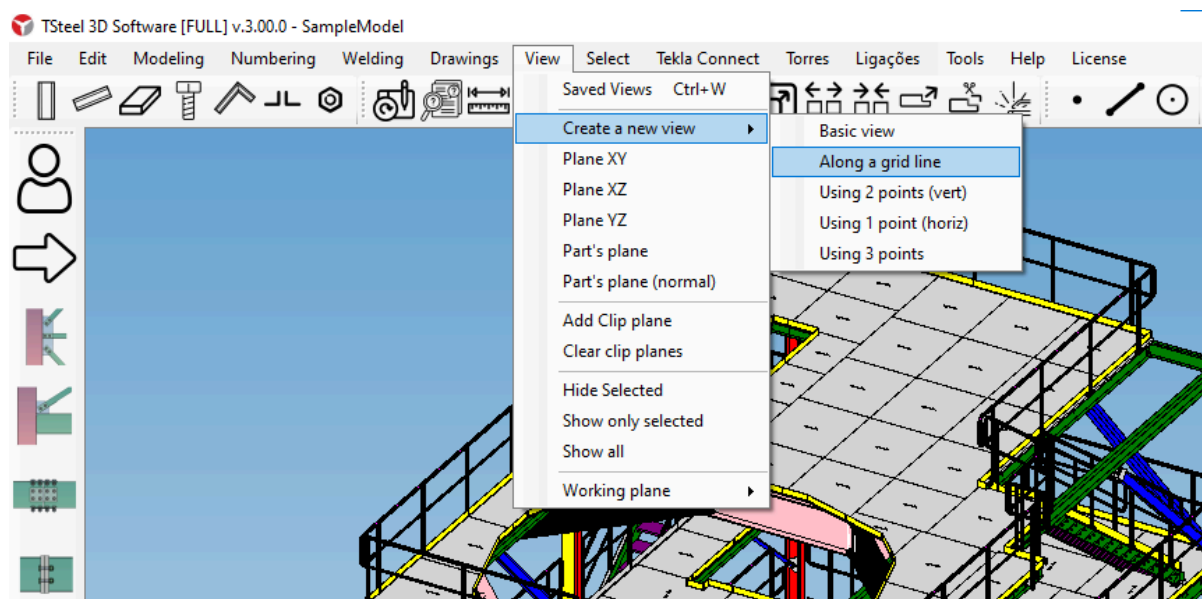 TSteel 3D Software [FULL] v.3.00.0 - SampleModel
File Edit Modeling Numbering Welding Drawings View Select Tekla Connect Torres Ligações Tools Help License
Saved Views Ctrl+W
Create a new view
Plane XY
Plane XZ
Plane YZ
Part's plane
Part's plane (normal)
Add Clip plane
Clear clip planes
Hide Selected
Show only selected
Show all
Working plane
Basic view
Along a grid line
Using 2 points (vert)
Using 1 point (horiz)
Using 3 points